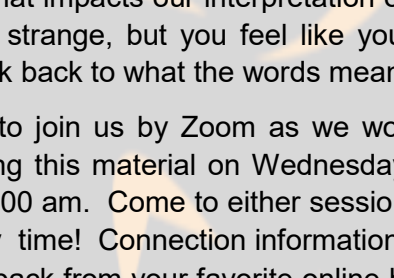 hat impacts our interpretation o
strange, but you feel like you
k back to what the words mean
to join us by Zoom as we wo
ng this material on Wednesday
00 am. Come to either sessio
time! Connection information
back from your favorite online b